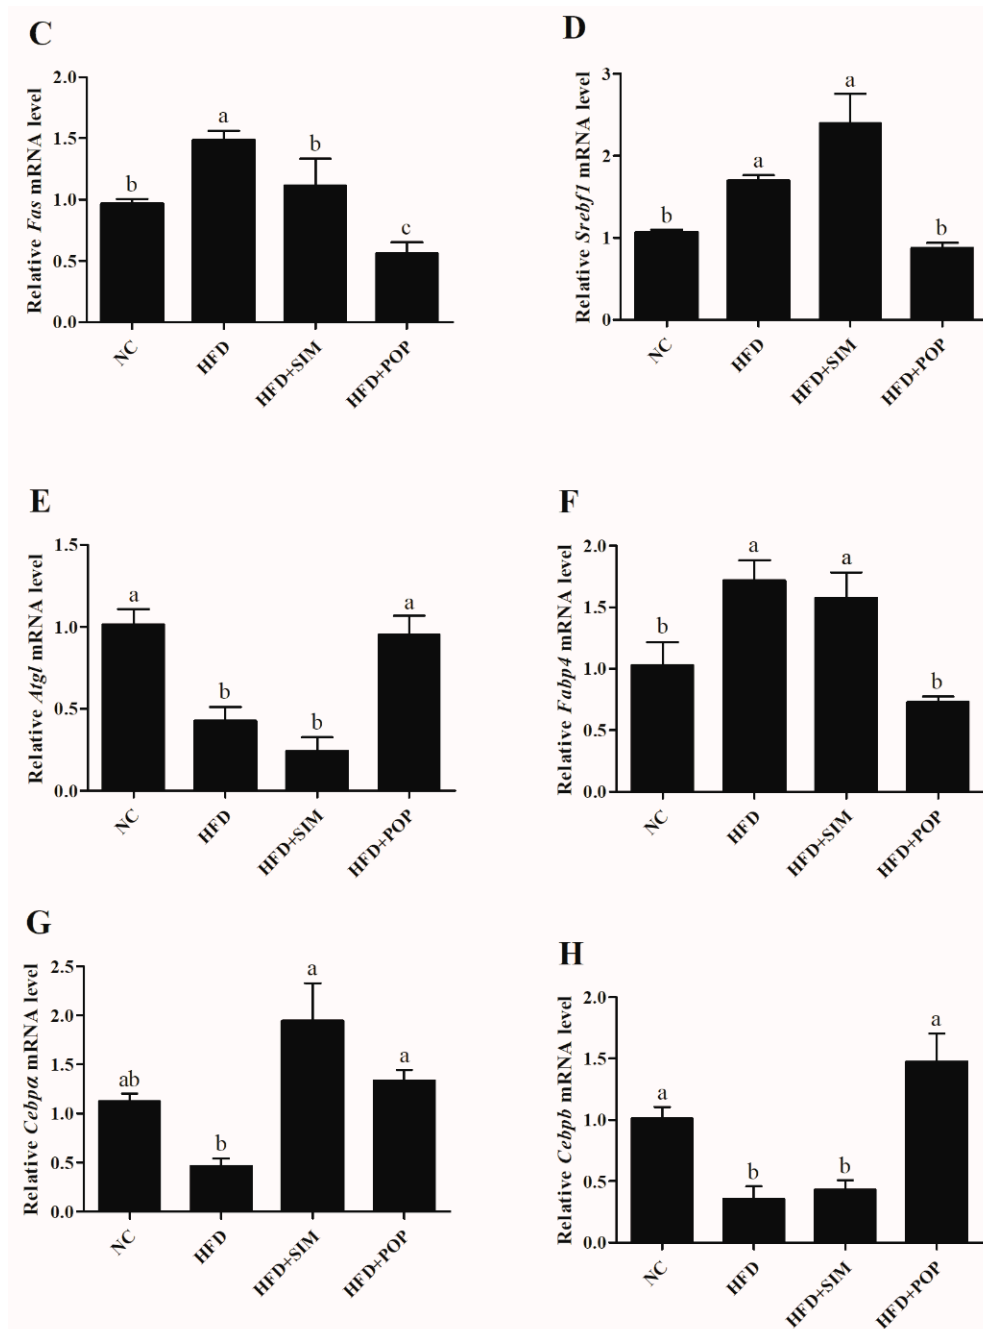 C
Relative Fas mRNA level
2.0
1.5
1.0
0.5
0.0
a
b
b
c
NC
HFD
HFD+SIM
HFD+POP
D
Relative Srebf1 mRNA level
3
2
1
0
a
a
b
b
NC
HFD
HFD+SIM
HFD+POP
E
Relative Atgl mRNA level
1.5
1.0
0.5
0.0
a
b
b
a
NC
HFD
HFD+SIM
HFD+POP
F
Relative Fabp4 mRNA level
2.0
1.5
1.0
0.5
0.0
b
a
a
b
NC
HFD
HFD+SIM
HFD+POP
G
Relative Cebpα mRNA level
2.5
2.0
1.5
1.0
0.5
0.0
ab
b
a
a
NC
HFD
HFD+SIM
HFD+POP
H
Relative Cebpb mRNA level
2.0
1.5
1.0
0.5
0.0
a
b
b
a
NC
HFD
HFD+SIM
HFD+POP